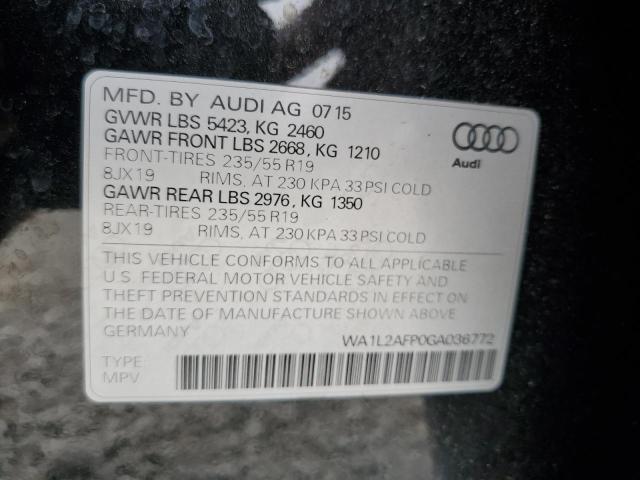 MFD. BY AUDI AG 0715
GVWR LBS 5423, KG 2460
GAWR FRONT LBS 2668, KG 1210
FRONT-TIRES 235/55 R19
8JX19 RIMS, AT 230 KPA 33 PSI COLD
GAWR REAR LBS 2976, KG 1350
REAR-TIRES 235/55 R19
8JX19 RIMS, AT 230 KPA 33 PSI COLD
Audi
THIS VEHICLE CONFORMS TO ALL APPLICABLE
U.S. FEDERAL MOTOR VEHICLE SAFETY AND
THEFT PREVENTION STANDARDS IN EFFECT ON
THE DATE OF MANUFACTURE SHOWN ABOVE.
GERMANY
WA1L2AFP0GA036772
TYPE
MPV